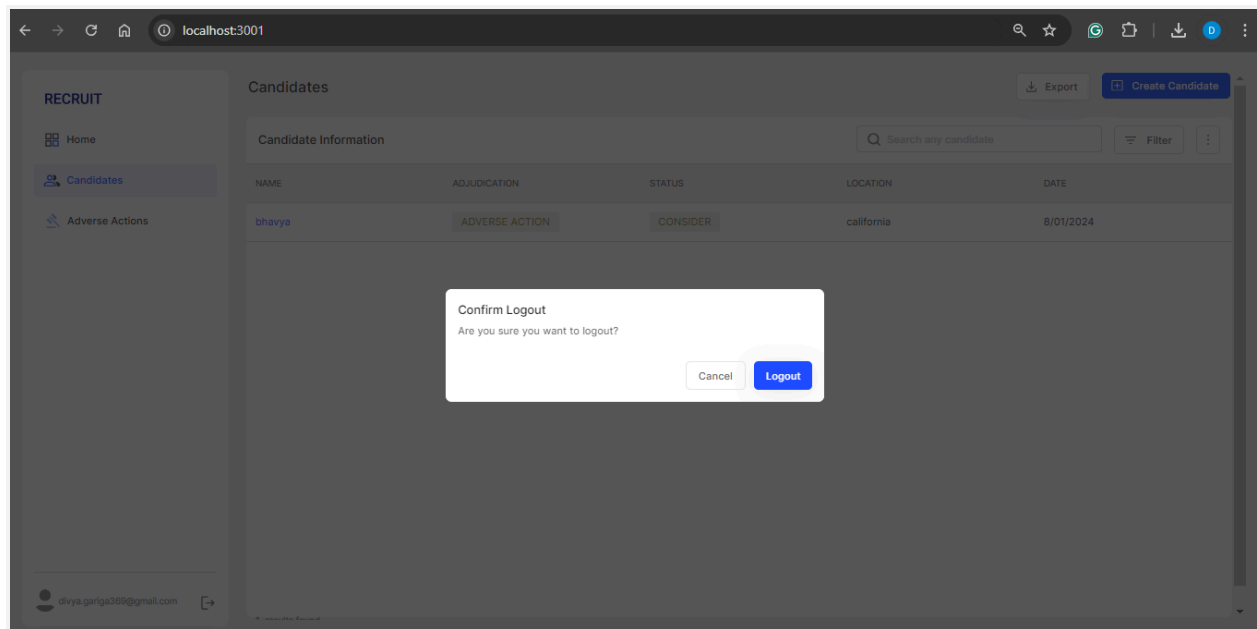 localhost:3001
D
RECRUIT
Home
Candidates
Adverse Actions
divya.gariga369@gmail.com
Candidates
Export
Create Candidate
Candidate Information
Search any candidate
Filter
NAME ADJUDICATION STATUS LOCATION DATE
bhavya ADVERSE ACTION CONSIDER california 8/01/2024
Confirm Logout
Are you sure you want to logout?
Cancel
Logout
results found